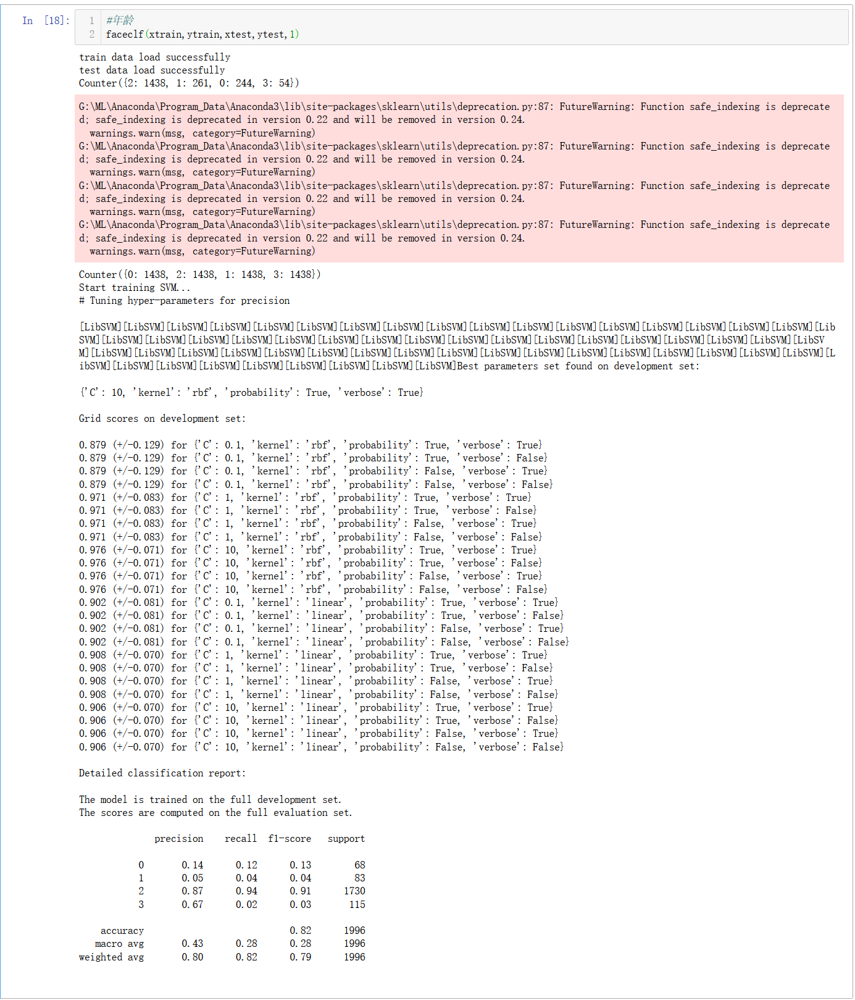 In [18]:
1 #年龄
2 faceclf(xtrain,ytrain,xtest,ytest,1)
train data load successfully
test data load successfully
Counter({2: 1438, 1: 261, 0: 244, 3: 54})
G:\ML\Anaconda\Program_Data\Anaconda3\lib\site-packages\sklearn\utils\deprecation.py:87: FutureWarning: Function safe_indexing is deprecate
d; safe_indexing is deprecated in version 0.22 and will be removed in version 0.24.
  warnings.warn(msg, category=FutureWarning)
G:\ML\Anaconda\Program_Data\Anaconda3\lib\site-packages\sklearn\utils\deprecation.py:87: FutureWarning: Function safe_indexing is deprecate
d; safe_indexing is deprecated in version 0.22 and will be removed in version 0.24.
  warnings.warn(msg, category=FutureWarning)
G:\ML\Anaconda\Program_Data\Anaconda3\lib\site-packages\sklearn\utils\deprecation.py:87: FutureWarning: Function safe_indexing is deprecate
d; safe_indexing is deprecated in version 0.22 and will be removed in version 0.24.
  warnings.warn(msg, category=FutureWarning)
G:\ML\Anaconda\Program_Data\Anaconda3\lib\site-packages\sklearn\utils\deprecation.py:87: FutureWarning: Function safe_indexing is deprecate
d; safe_indexing is deprecated in version 0.22 and will be removed in version 0.24.
  warnings.warn(msg, category=FutureWarning)
Counter({0: 1438, 2: 1438, 1: 1438, 3: 1438})
Start training SVM...
# Tuning hyper-parameters for precision
[LibSVM][LibSVM][LibSVM][LibSVM][LibSVM][LibSVM][LibSVM][LibSVM][LibSVM][LibSVM][LibSVM][LibSVM][LibSVM][LibSVM][LibSVM][LibSVM][LibSVM][Lib
SVM][LibSVM][LibSVM][LibSVM][LibSVM][LibSVM][LibSVM][LibSVM][LibSVM][LibSVM][LibSVM][LibSVM][LibSVM][LibSVM][LibSVM][LibSVM][LibSVM][LibSV
M][LibSVM][LibSVM][LibSVM][LibSVM][LibSVM][LibSVM][LibSVM][LibSVM][LibSVM][LibSVM][LibSVM][LibSVM][LibSVM][LibSVM][LibSVM][LibSVM][LibSVM][L
ibSVM][LibSVM][LibSVM][LibSVM][LibSVM][LibSVM][LibSVM][LibSVM][LibSVM]Best parameters set found on development set:
{'C': 10, 'kernel': 'rbf', 'probability': True, 'verbose': True}
Grid scores on development set:
0.879 (+/-0.129) for {'C': 0.1, 'kernel': 'rbf', 'probability': True, 'verbose': True}
0.879 (+/-0.129) for {'C': 0.1, 'kernel': 'rbf', 'probability': True, 'verbose': False}
0.879 (+/-0.129) for {'C': 0.1, 'kernel': 'rbf', 'probability': False, 'verbose': True}
0.879 (+/-0.129) for {'C': 0.1, 'kernel': 'rbf', 'probability': False, 'verbose': False}
0.971 (+/-0.083) for {'C': 1, 'kernel': 'rbf', 'probability': True, 'verbose': True}
0.971 (+/-0.083) for {'C': 1, 'kernel': 'rbf', 'probability': True, 'verbose': False}
0.971 (+/-0.083) for {'C': 1, 'kernel': 'rbf', 'probability': False, 'verbose': True}
0.971 (+/-0.083) for {'C': 1, 'kernel': 'rbf', 'probability': False, 'verbose': False}
0.976 (+/-0.071) for {'C': 10, 'kernel': 'rbf', 'probability': True, 'verbose': True}
0.976 (+/-0.071) for {'C': 10, 'kernel': 'rbf', 'probability': True, 'verbose': False}
0.976 (+/-0.071) for {'C': 10, 'kernel': 'rbf', 'probability': False, 'verbose': True}
0.976 (+/-0.071) for {'C': 10, 'kernel': 'rbf', 'probability': False, 'verbose': False}
0.902 (+/-0.081) for {'C': 0.1, 'kernel': 'linear', 'probability': True, 'verbose': True}
0.902 (+/-0.081) for {'C': 0.1, 'kernel': 'linear', 'probability': True, 'verbose': False}
0.902 (+/-0.081) for {'C': 0.1, 'kernel': 'linear', 'probability': False, 'verbose': True}
0.902 (+/-0.081) for {'C': 0.1, 'kernel': 'linear', 'probability': False, 'verbose': False}
0.908 (+/-0.070) for {'C': 1, 'kernel': 'linear', 'probability': True, 'verbose': True}
0.908 (+/-0.070) for {'C': 1, 'kernel': 'linear', 'probability': True, 'verbose': False}
0.908 (+/-0.070) for {'C': 1, 'kernel': 'linear', 'probability': False, 'verbose': True}
0.908 (+/-0.070) for {'C': 1, 'kernel': 'linear', 'probability': False, 'verbose': False}
0.906 (+/-0.070) for {'C': 10, 'kernel': 'linear', 'probability': True, 'verbose': True}
0.906 (+/-0.070) for {'C': 10, 'kernel': 'linear', 'probability': True, 'verbose': False}
0.906 (+/-0.070) for {'C': 10, 'kernel': 'linear', 'probability': False, 'verbose': True}
0.906 (+/-0.070) for {'C': 10, 'kernel': 'linear', 'probability': False, 'verbose': False}
Detailed classification report:
The model is trained on the full development set.
The scores are computed on the full evaluation set.
precision recall f1-score support
0 0.14 0.12 0.13 68
1 0.05 0.04 0.04 83
2 0.87 0.94 0.91 1730
3 0.67 0.02 0.03 115
accuracy 0.82 1996
macro avg 0.43 0.28 0.28 1996
weighted avg 0.80 0.82 0.79 1996